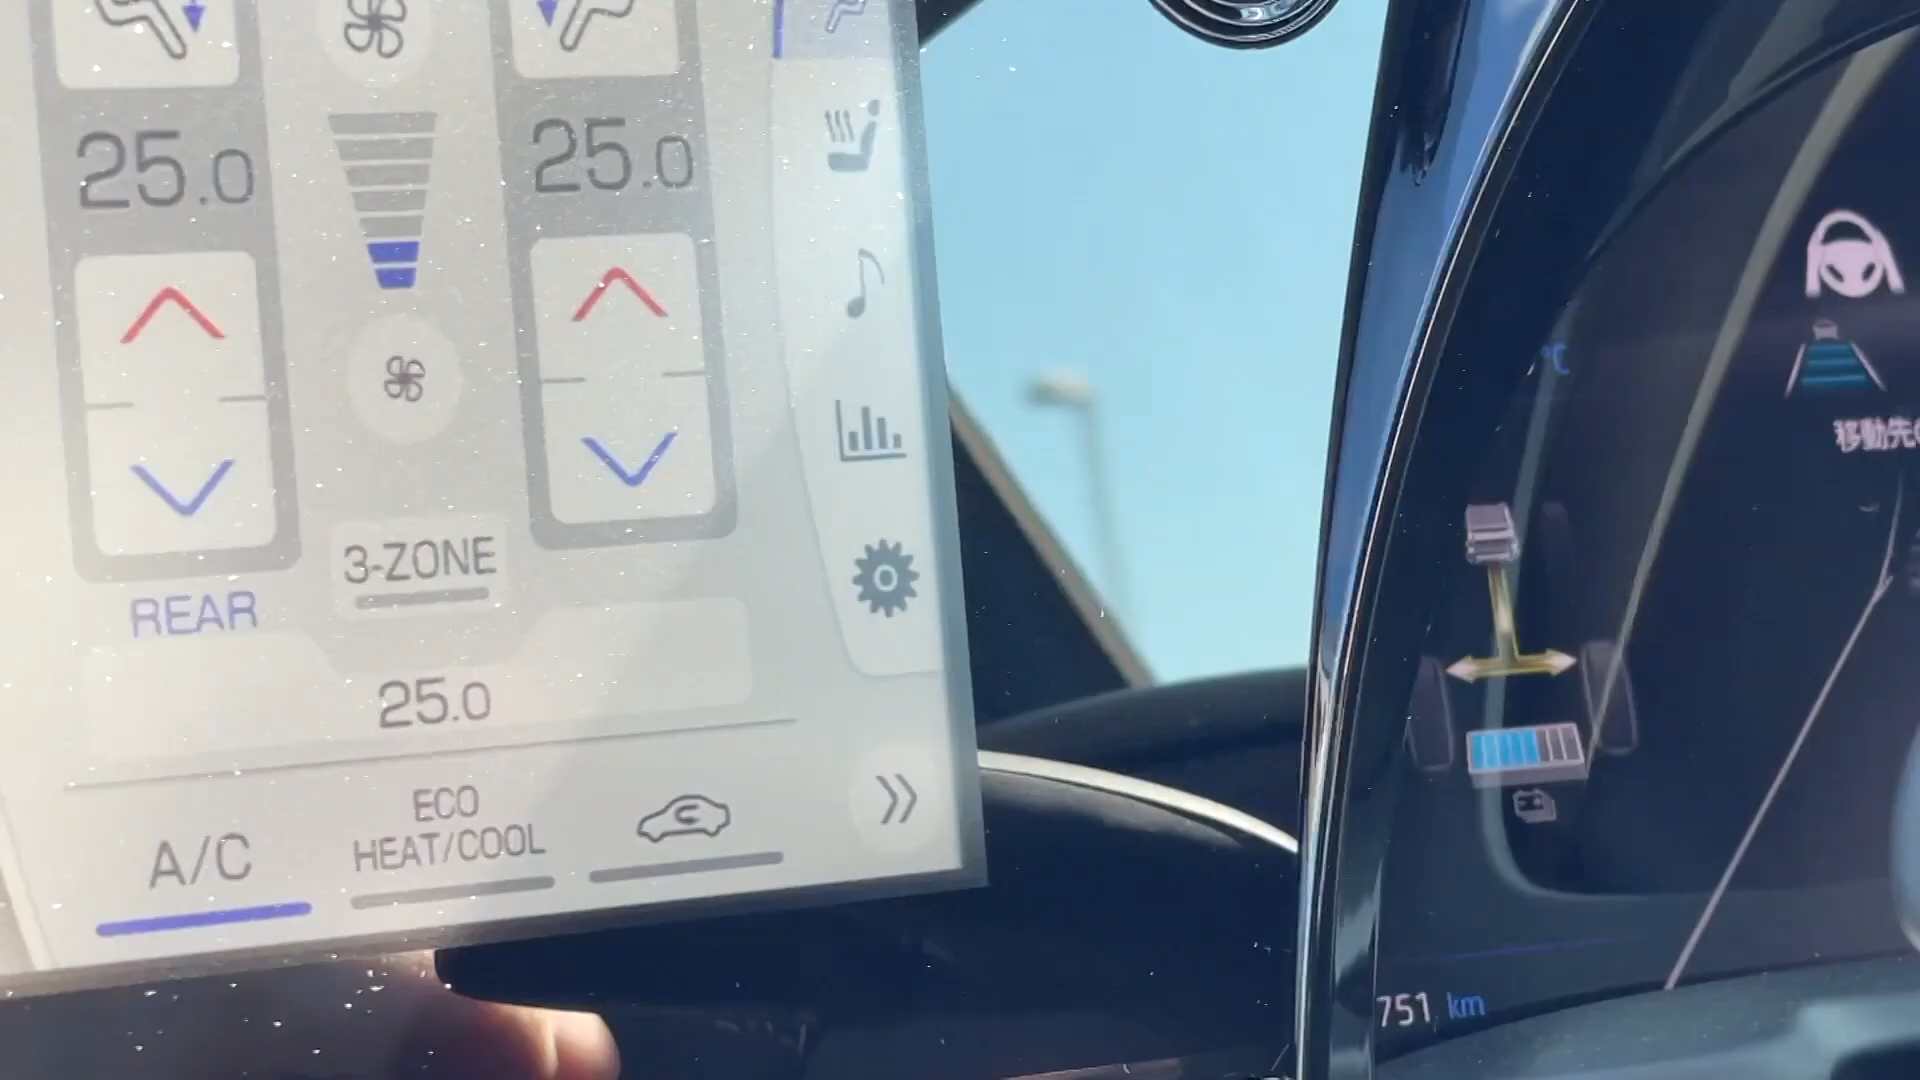 25.0
25.0
3-ZONE
REAR
25.0
A/C
ECO
HEAT/COOL
°C
移動先
751 km